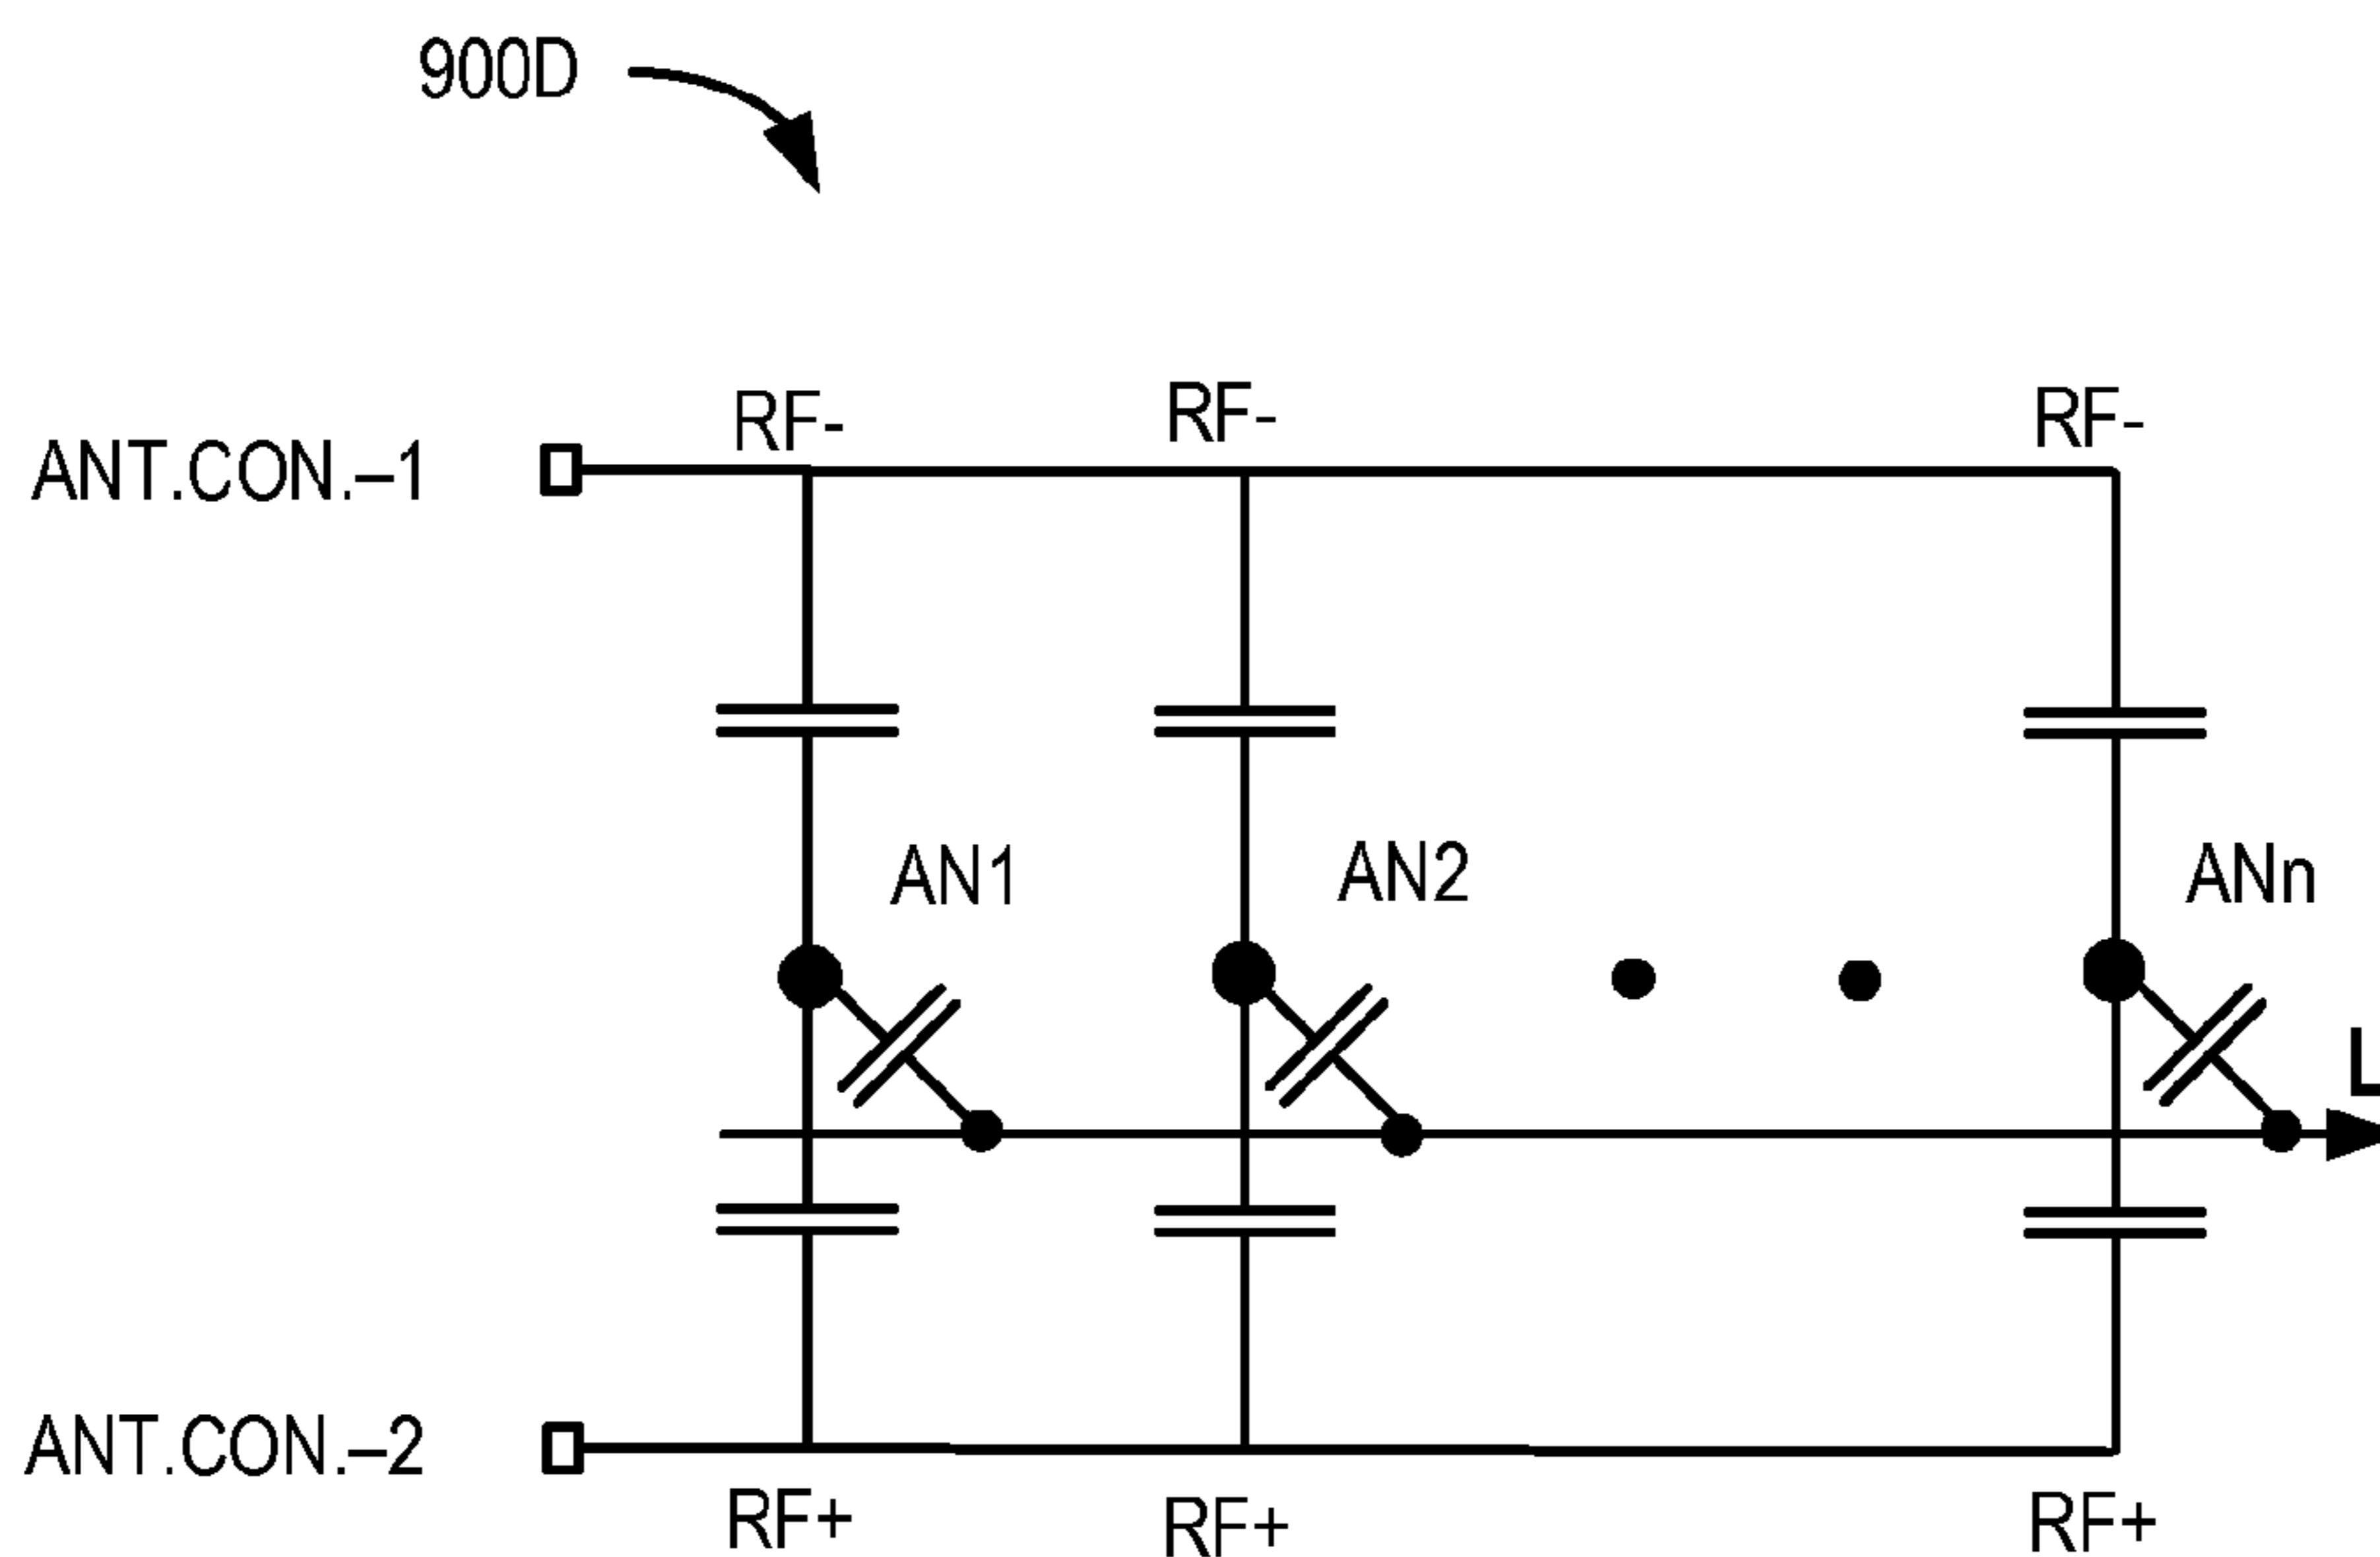 900D
RF-
RF-
RF-
ANT.CON.–1
AN1
AN2
ANn
L
ANT.CON.–2
RF+
RF+
RF+